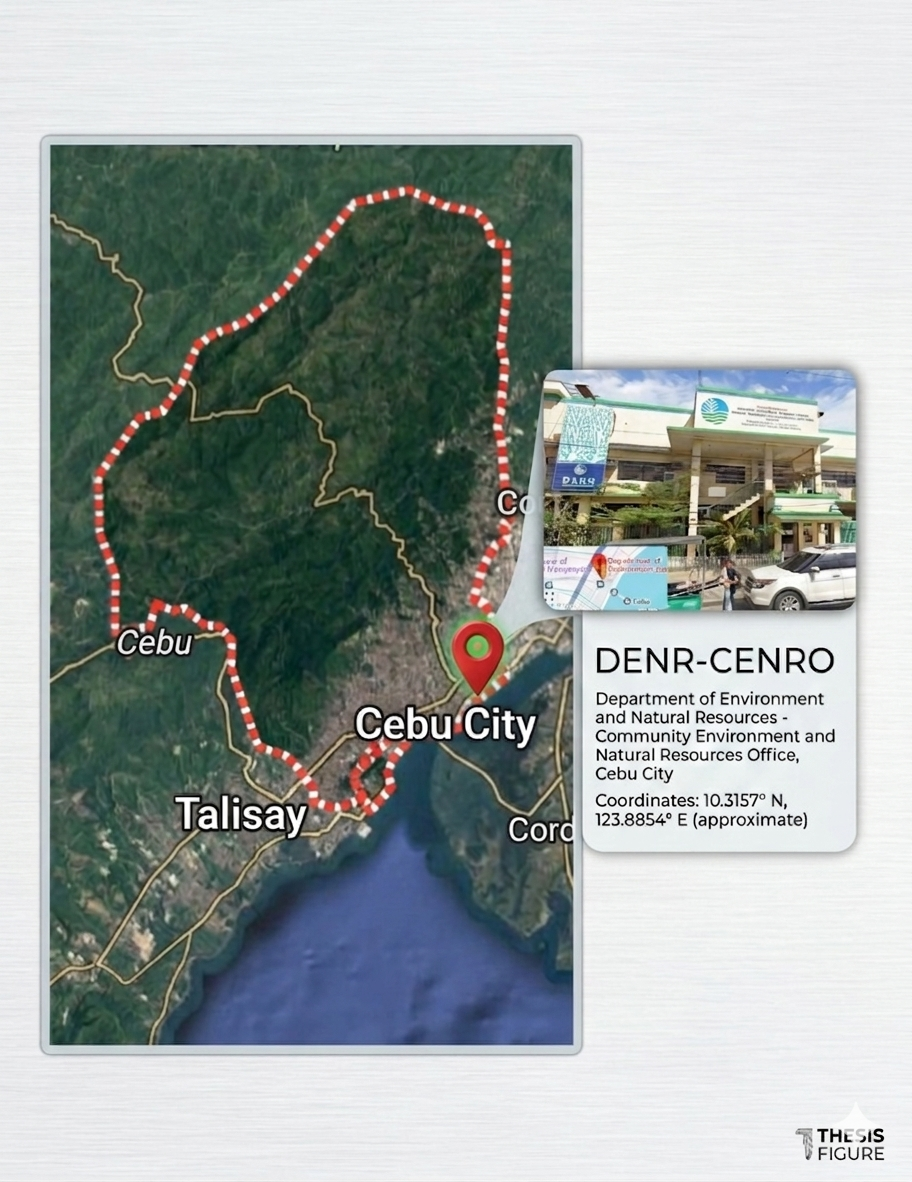 Co
Cebu
Cebu City
Talisay
Cord
DENR-CENRO
Department of Environment
and Natural Resources -
Community Environment and
Natural Resources Office,
Cebu City
Coordinates: 10.3157° N,
123.8854° E (approximate)
THESIS
FIGURE